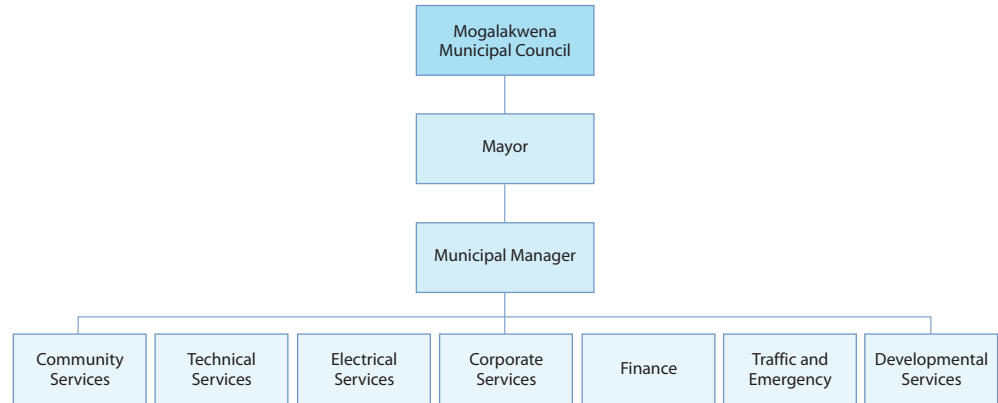 Mogalakwena
Municipal Council
Mayor
Municipal Manager
Community
Services
Technical
Services
Electrical
Services
Corporate
Services
Finance
Traffic and
Emergency
Developmental
Services